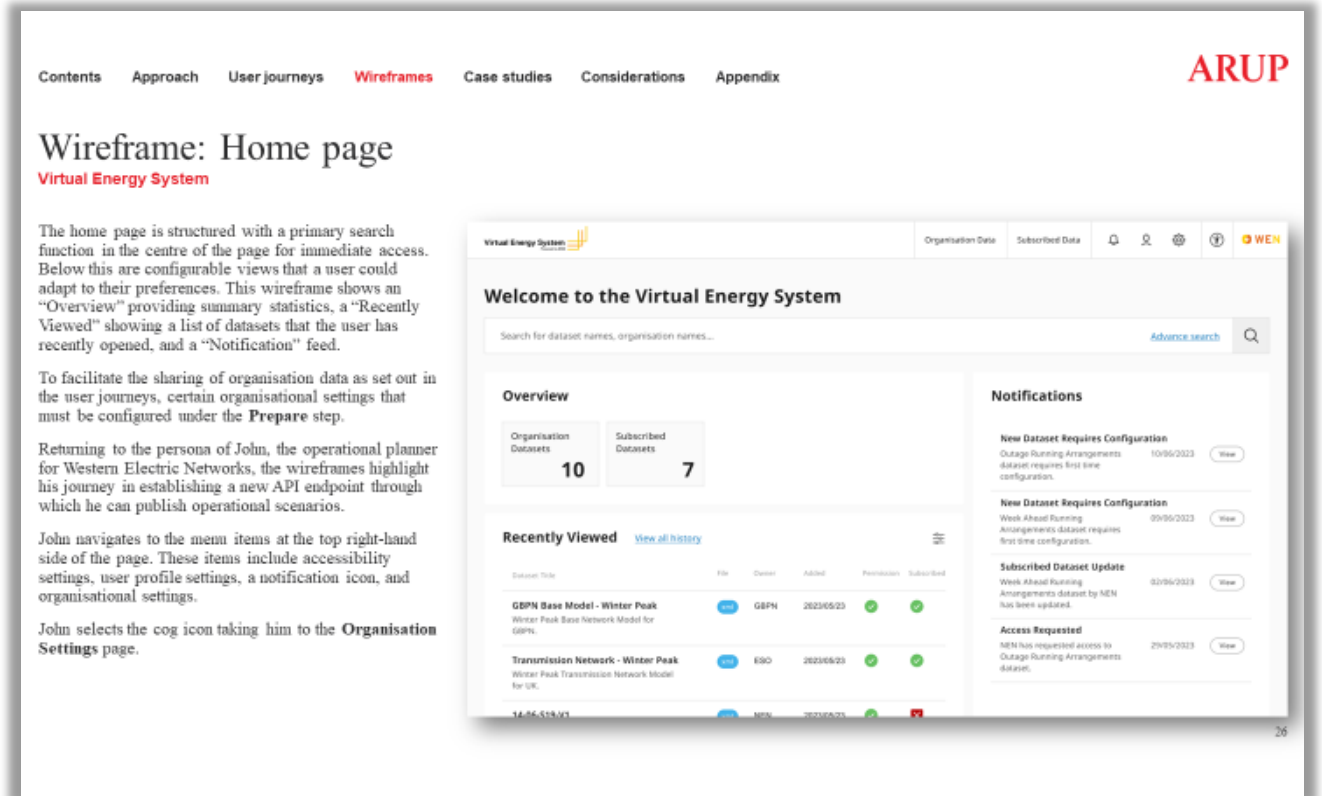 Contents Approach User journeys Wireframes Case studies Considerations Appendix
ARUP
Wireframe: Home page
Virtual Energy System
The home page is structured with a primary search
function in the centre of the page for immediate access.
Below this are configurable views that a user could
adapt to their preferences. This wireframe shows an
“Overview” providing summary statistics, a “Recently
Viewed” showing a list of datasets that the user has
recently opened, and a “Notification” feed.
To facilitate the sharing of organisation data as set out in
the user journeys, certain organisational settings that
must be configured under the Prepare step.
Returning to the persona of John, the operational planner
for Western Electric Networks, the wireframes highlight
his journey in establishing a new API endpoint through
which he can publish operational scenarios.
John navigates to the menu items at the top right-hand
side of the page. These items include accessibility
settings, user profile settings, a notification icon, and
organisational settings.
John selects the cog icon taking him to the Organisation
Settings page.
Virtual Energy System
Organisation Data Subscribed Data WEN
Welcome to the Virtual Energy System
Search for dataset names, organisation names...
Advance search
Overview
Organisation
Datasets
10
Subscribed
Datasets
7
Recently Viewed View all history
Dataset Title File Owner Added Permission Subscribed
GBPN Base Model - Winter Peak GBPN 2023/05/23
Winter Peak Base Network Model for
GBPN.
Transmission Network - Winter Peak ESO 2023/05/23
Winter Peak Transmission Network Model
for UK.
14-06-519-V1 NEN 2023/05/23
Notifications
New Dataset Requires Configuration
Outage Running Arrangements 10/06/2023 View
dataset requires first time
configuration.
New Dataset Requires Configuration
Week Ahead Running 09/06/2023 View
Arrangements dataset requires
first time configuration.
Subscribed Dataset Update
Week Ahead Running 02/06/2023 View
Arrangements dataset by NEN
has been updated.
Access Requested
NEN has requested access to 29/05/2023 View
Outage Running Arrangements
dataset.
26